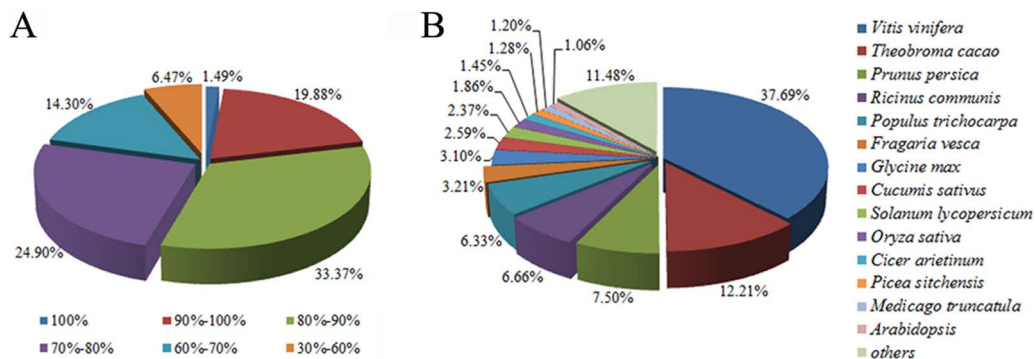 A
1.49%
19.88%
33.37%
24.90%
14.30%
6.47%
100%
90%-100%
80%-90%
70%-80%
60%-70%
30%-60%
B
37.69%
12.21%
7.50%
6.66%
6.33%
3.21%
3.10%
2.59%
2.37%
1.86%
1.45%
1.28%
1.20%
1.06%
11.48%
Vitis vinifera
Theobroma cacao
Prunus persica
Ricinus communis
Populus trichocarpa
Fragaria vesca
Glycine max
Cucumis sativus
Solanum lycopersicum
Oryza sativa
Cicer arietinum
Picea sitchensis
Medicago truncatula
Arabidopsis
others